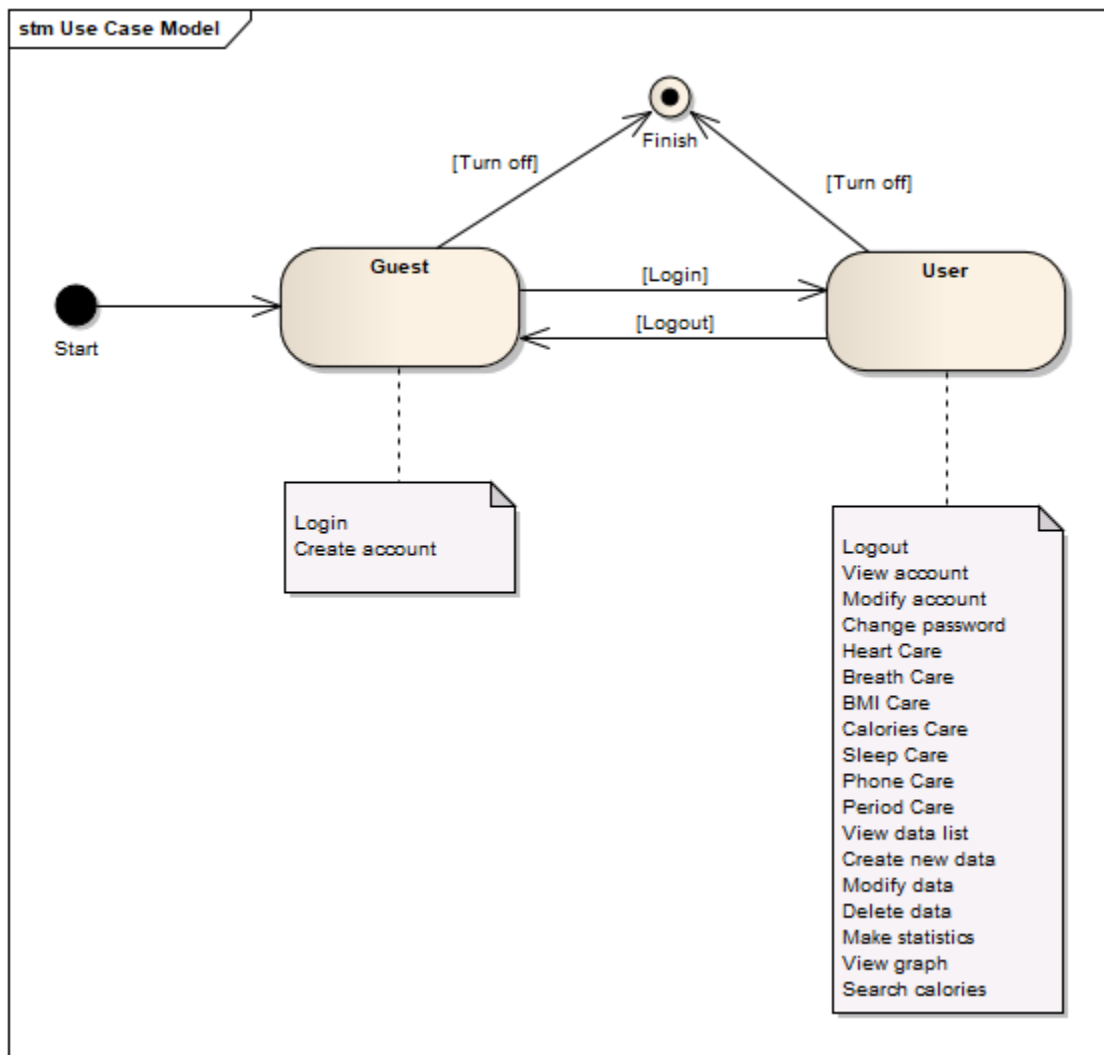 stm Use Case Model
Finish
[Turn off]
[Turn off]
Guest
User
[Login]
[Logout]
Start
Login
Create account
Logout
View account
Modify account
Change password
Heart Care
Breath Care
BMI Care
Calories Care
Sleep Care
Phone Care
Period Care
View data list
Create new data
Modify data
Delete data
Make statistics
View graph
Search calories